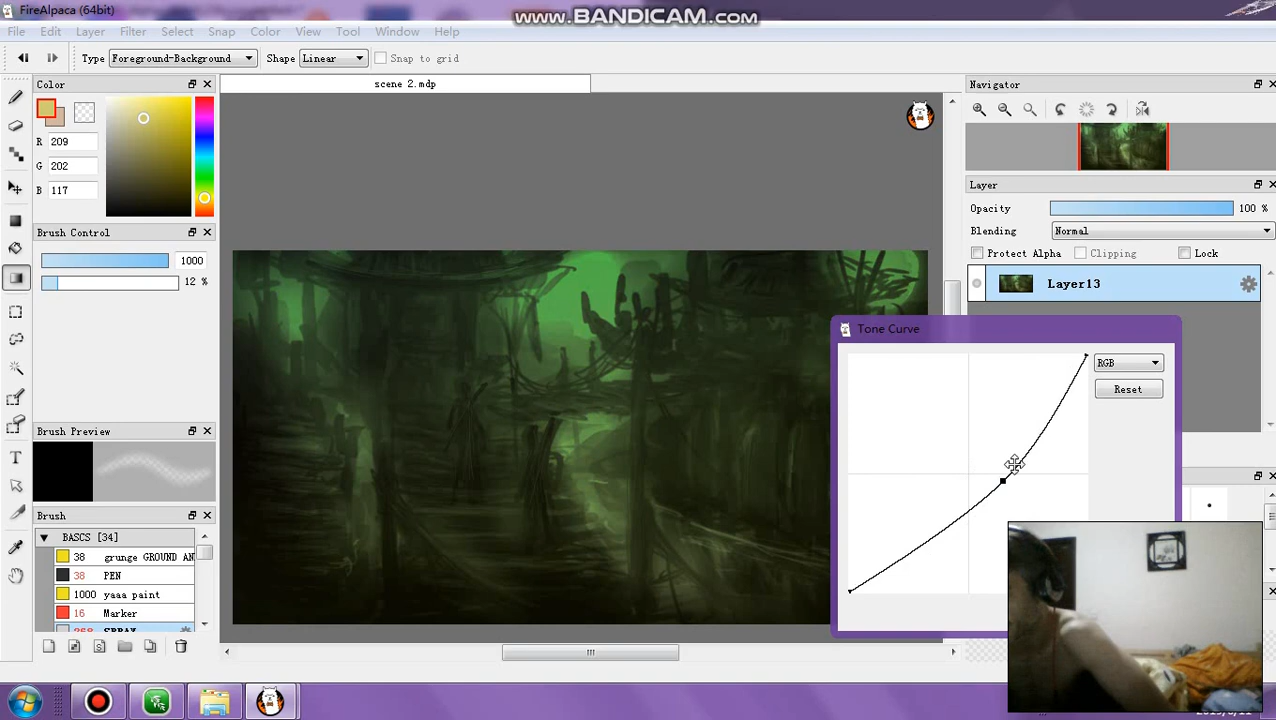 FireAlpaca (64bit)
www.BANDICAM.com
File Edit Layer Filter Select Snap Color View Tool Window Help
Type Foreground-Background Shape Linear Snap to grid
Color
scene 2.mdp
Navigator
R 209
G 202
B 117
Layer
Opacity 100 %
Brush Control
Blending Normal
1000
Protect Alpha Clipping Lock
12 %
Layer13
Tone Curve
RGB
Reset
Brush Preview
Brush
BASCS [34]
38 grunge GROUND AN
38 PEN
1000 yaaa paint
16 Marker
268 SPRAY